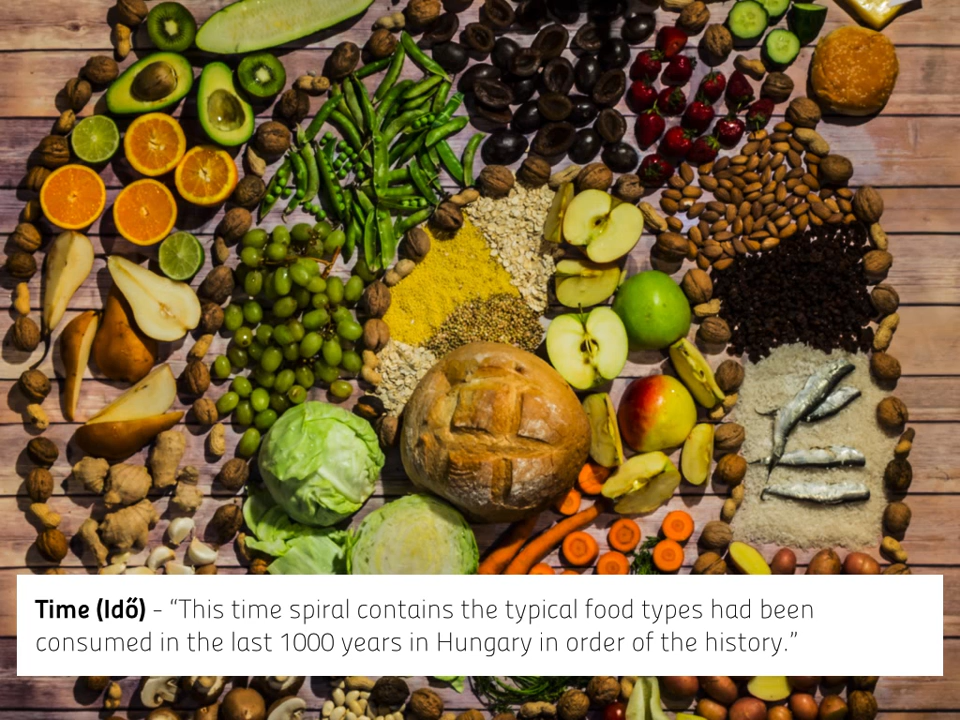 Time (Idő) - “This time spiral contains the typical food types had been
consumed in the last 1000 years in Hungary in order of the history.”